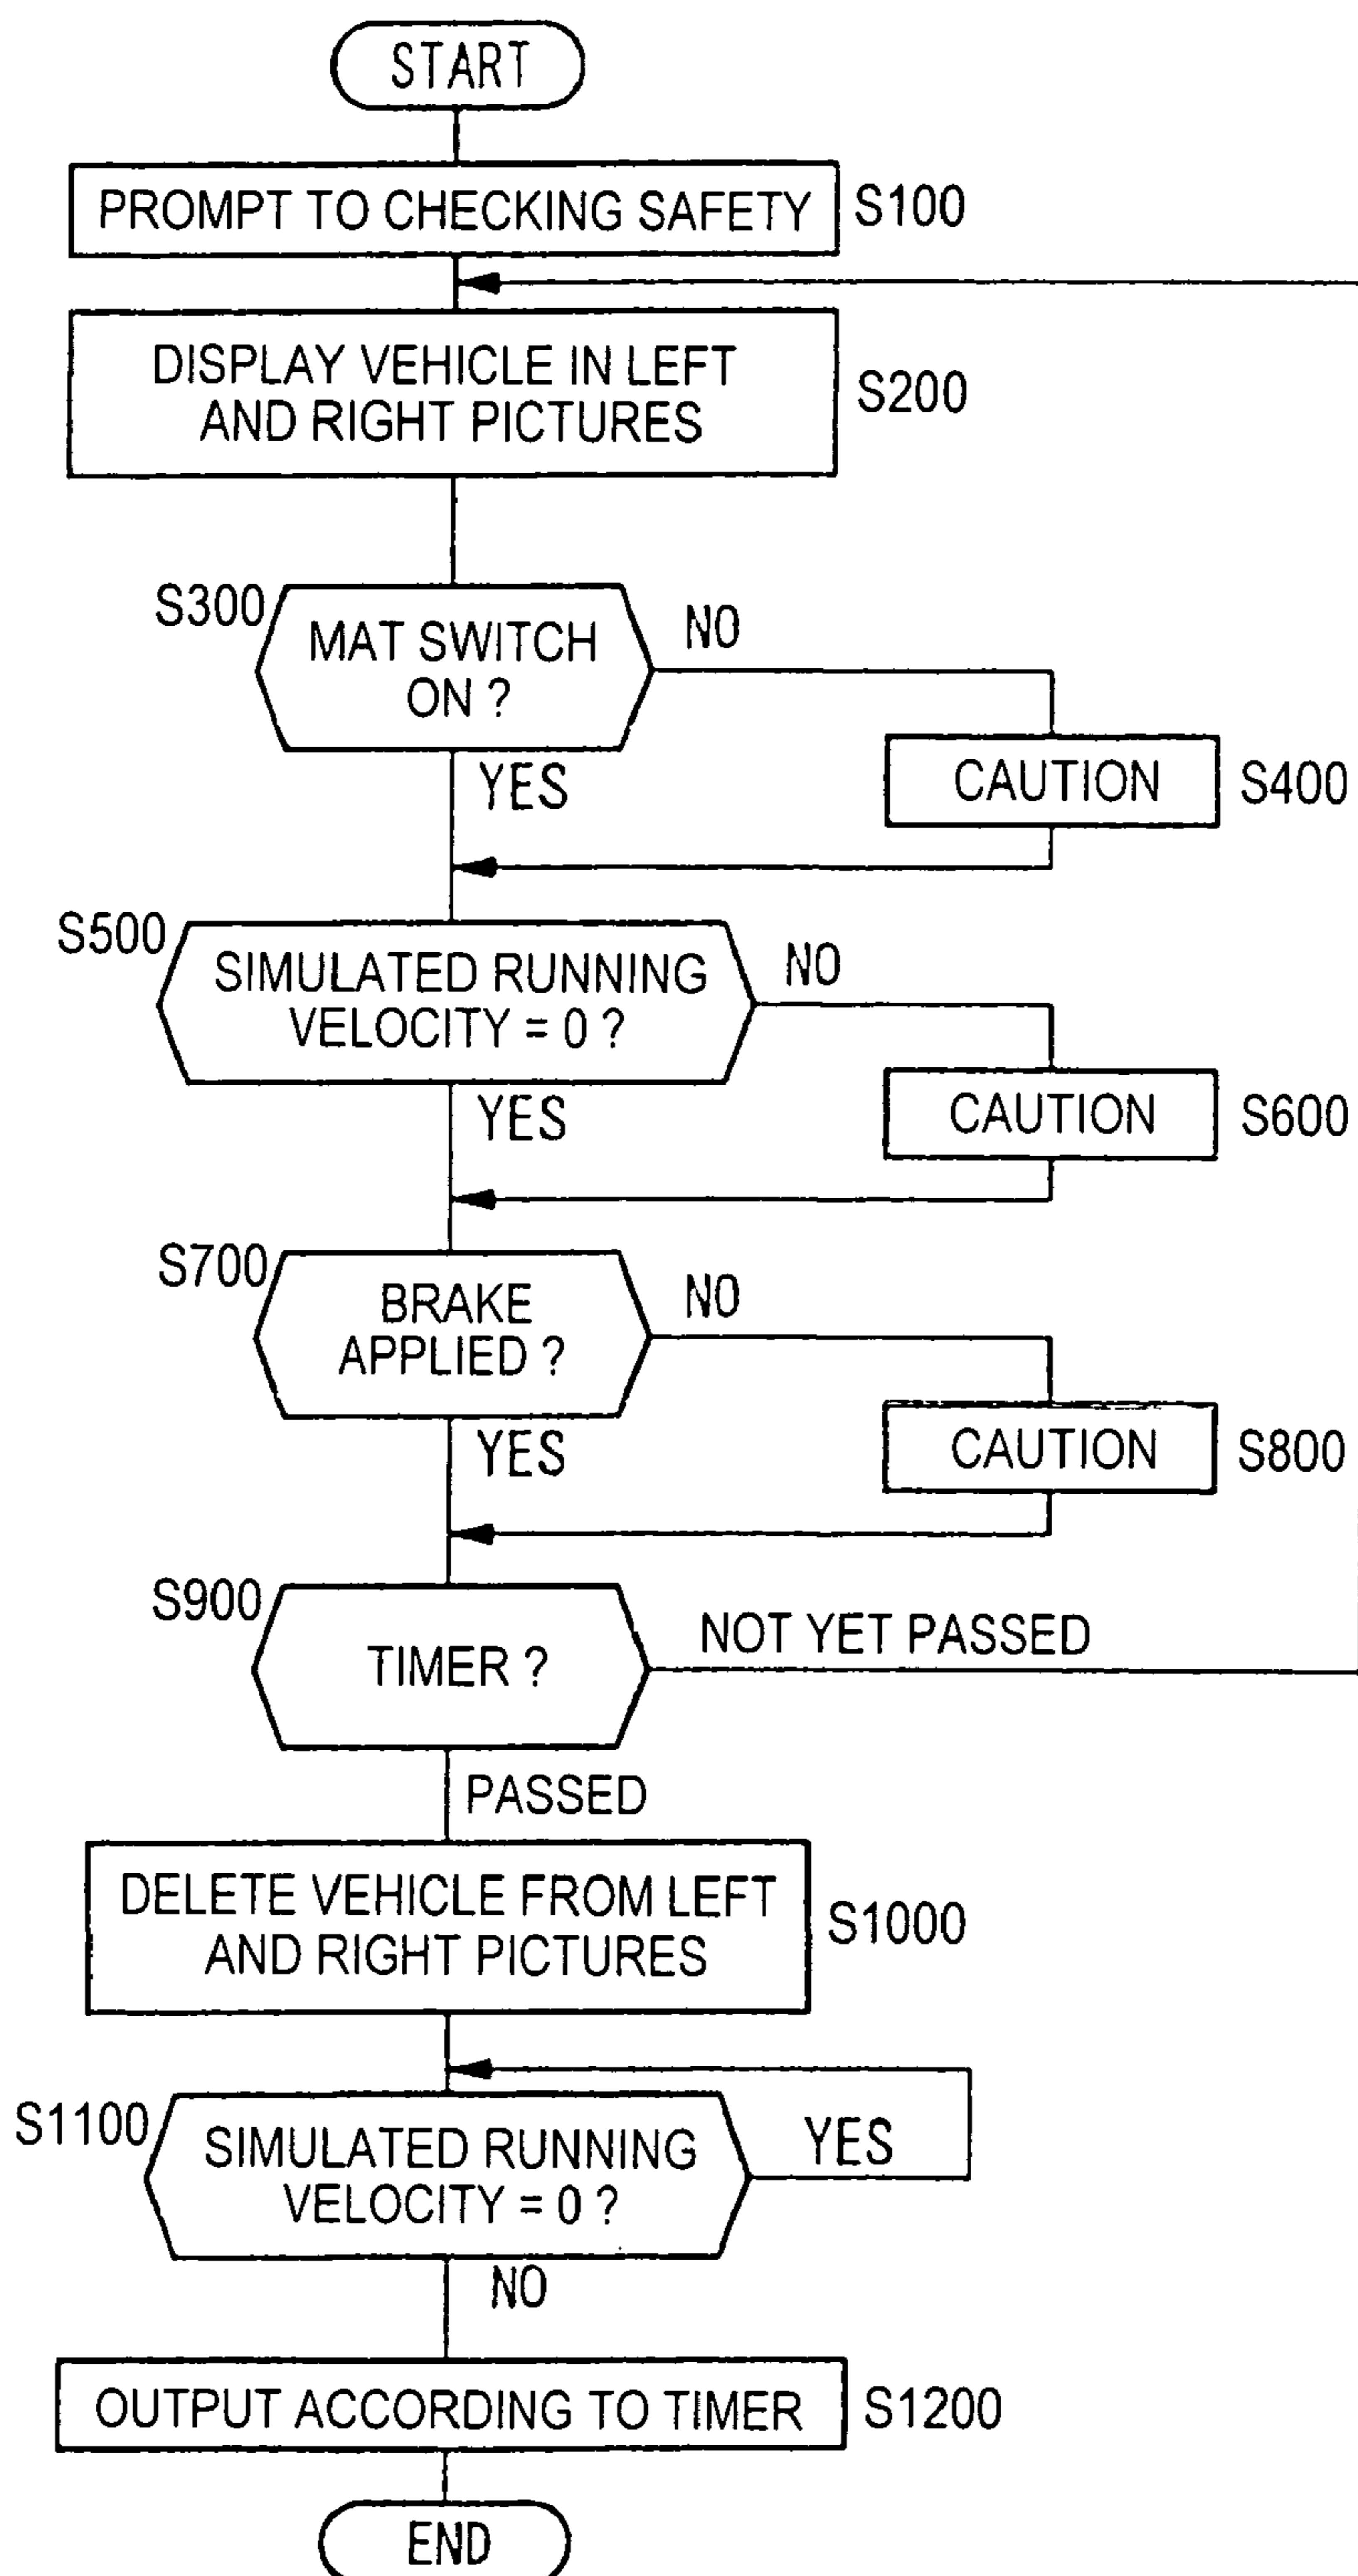 START
PROMPT TO CHECKING SAFETY
S100
DISPLAY VEHICLE IN LEFT
AND RIGHT PICTURES
S200
S300
MAT SWITCH
ON ?
NO
YES
CAUTION
S400
S500
SIMULATED RUNNING
VELOCITY = 0 ?
NO
YES
CAUTION
S600
S700
BRAKE
APPLIED ?
NO
YES
CAUTION
S800
S900
TIMER ?
NOT YET PASSED
PASSED
DELETE VEHICLE FROM LEFT
AND RIGHT PICTURES
S1000
S1100
SIMULATED RUNNING
VELOCITY = 0 ?
YES
NO
OUTPUT ACCORDING TO TIMER
S1200
END